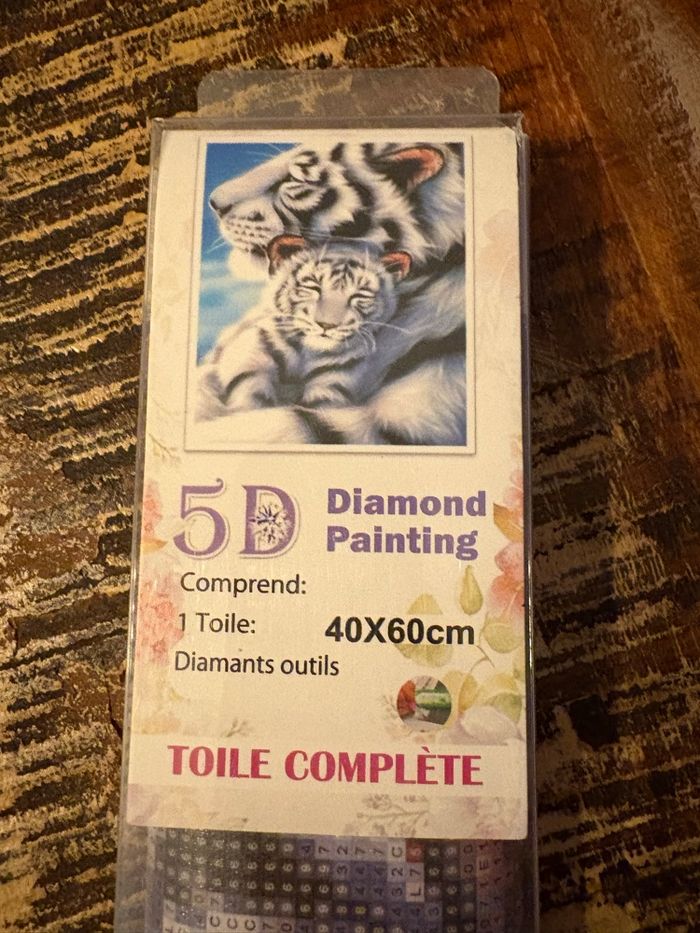 5D Diamond
Painting
Comprend:
1 Toile: 40X60cm
Diamants outils
TOILE COMPLÈTE